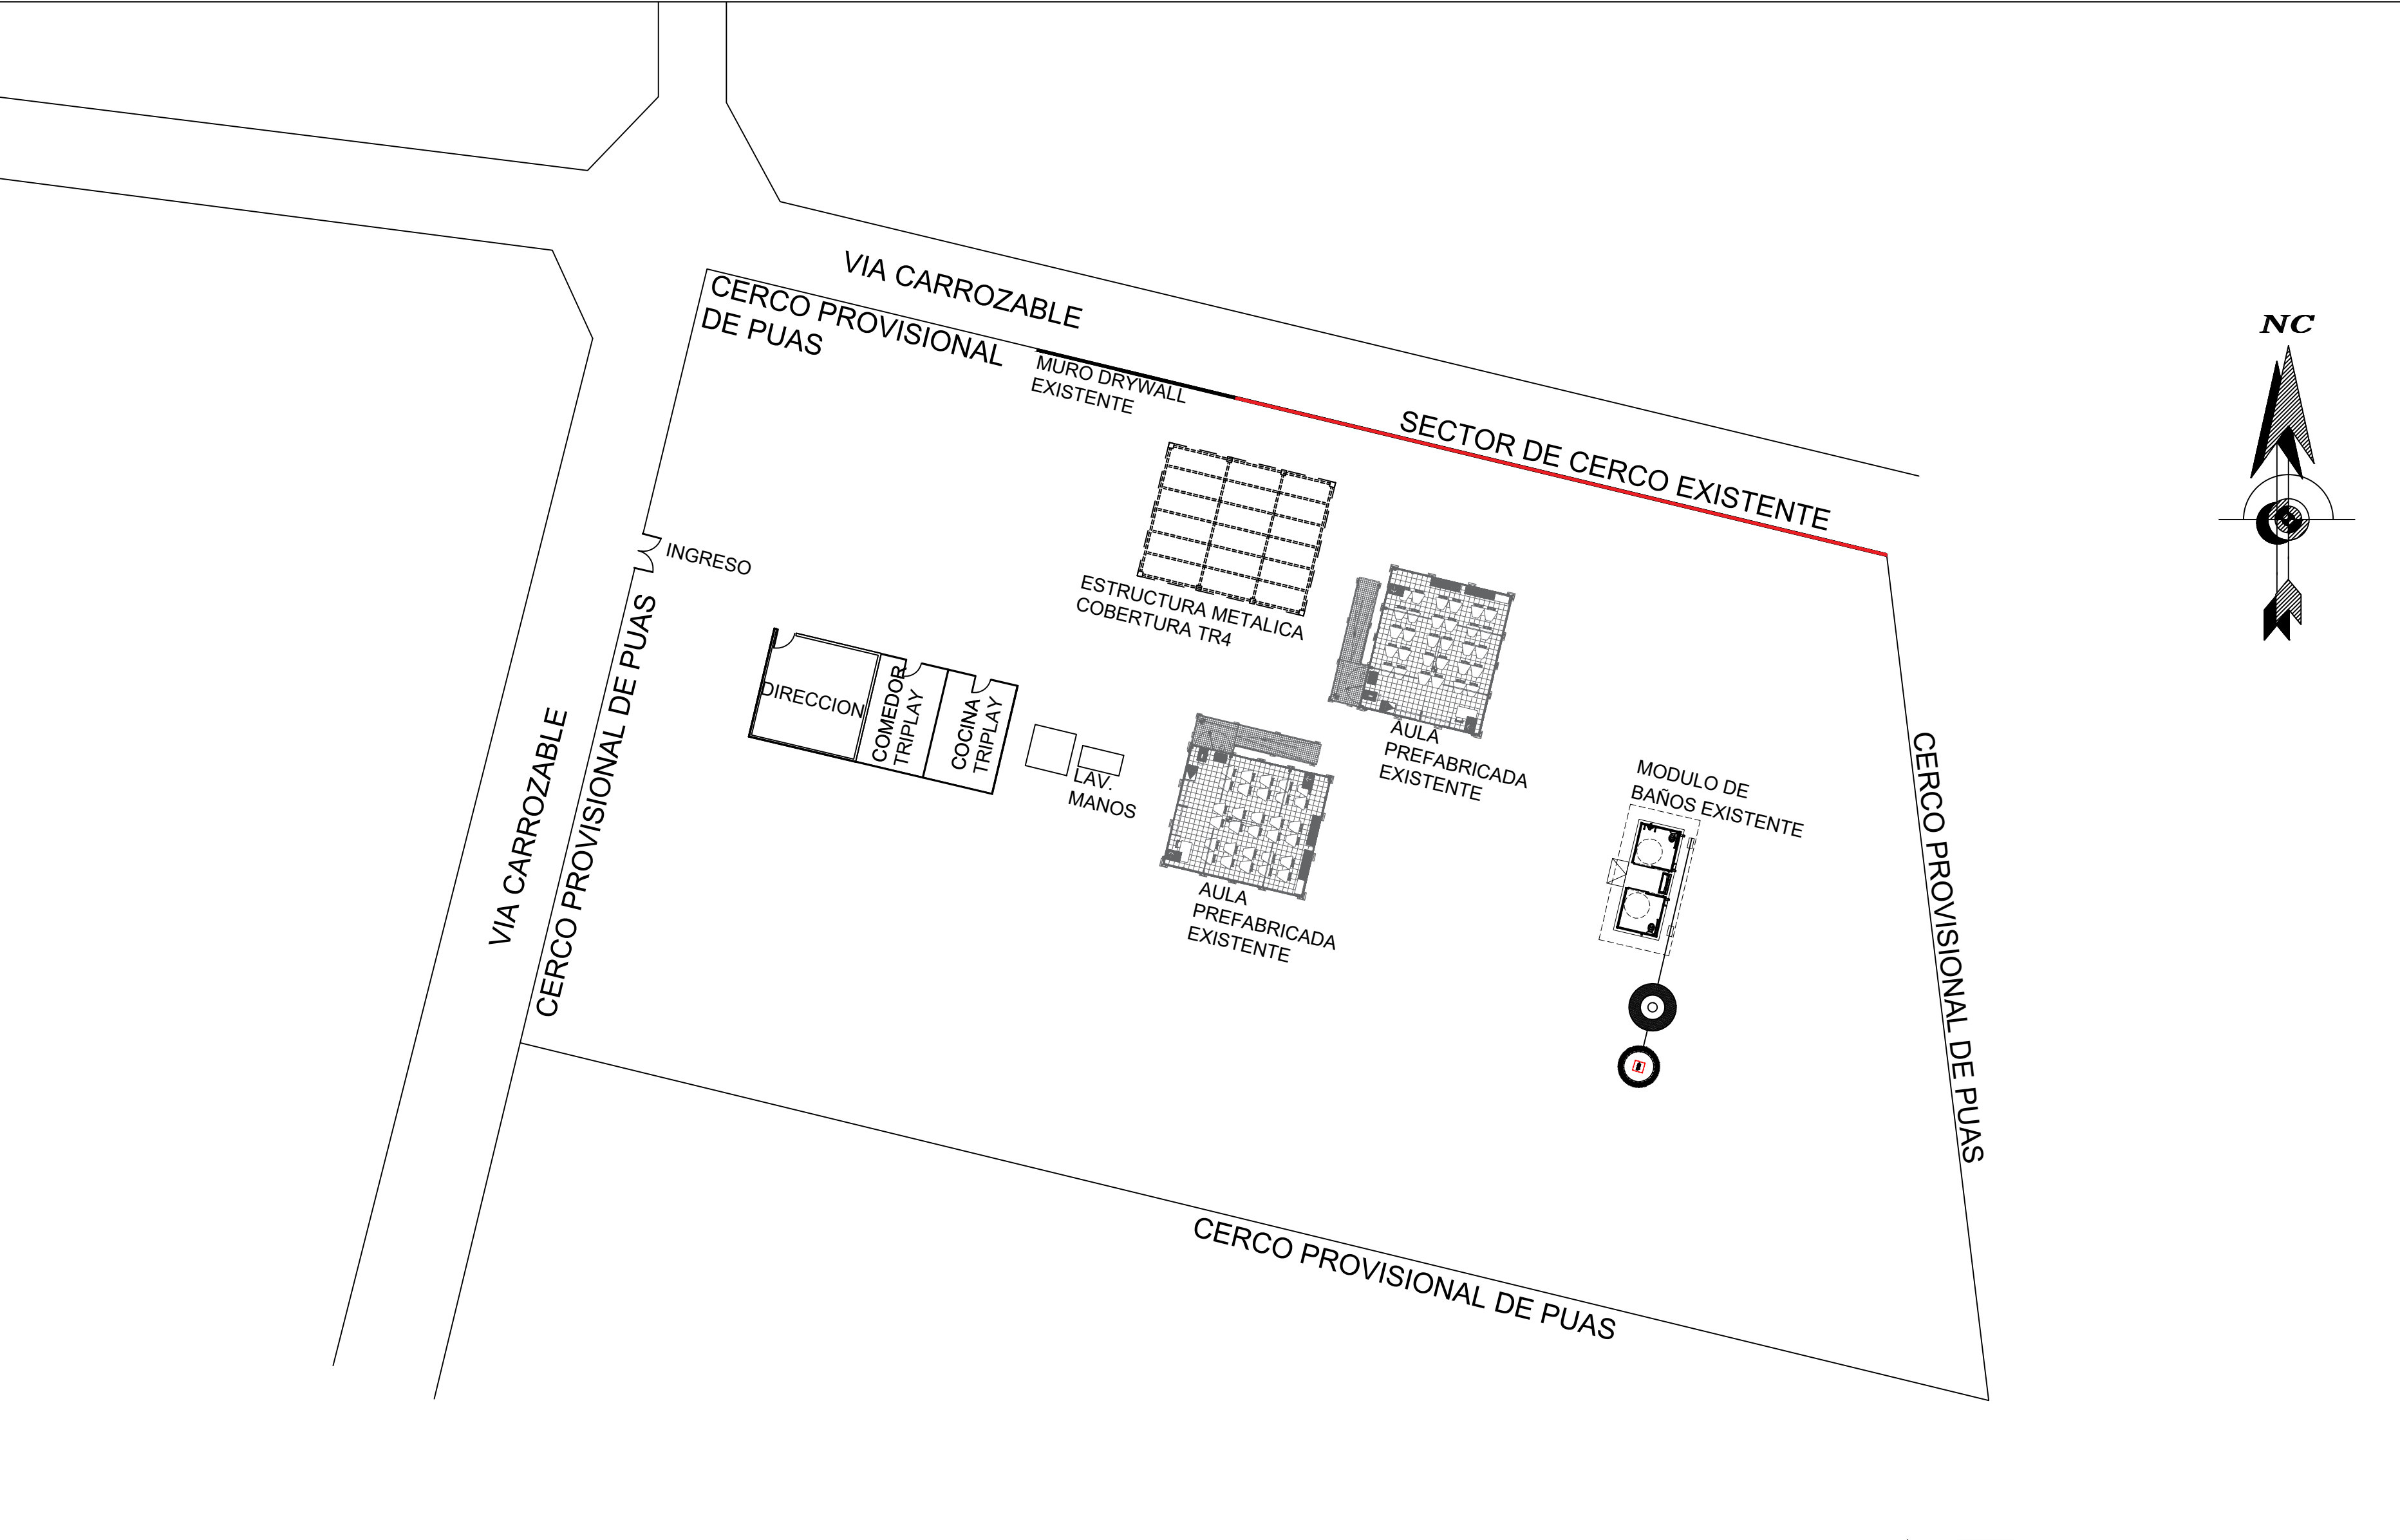 VIA CARROZABLE
CERCO PROVISIONAL
DE PUAS
NC
MURO DRYWALL
EXISTENTE
SECTOR DE CERCO EXISTENTE
INGRESO
ESTRUCTURA METALICA
COBERTURA TR4
CERCO PROVISIONAL DE PUAS
DIRECCION
COMEDOR
TRIPLAY
COCINA
TRIPLAY
LAV.
MANOS
AULA
PREFABRICADA
EXISTENTE
MODULO DE
BAÑOS EXISTENTE
VIA CARROZABLE
AULA
PREFABRICADA
EXISTENTE
CERCO PROVISIONAL DE PUAS
CERCO PROVISIONAL DE PUAS